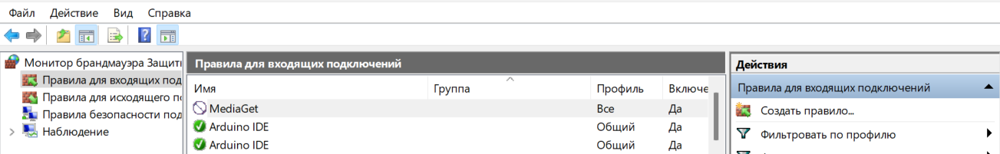 Файл Действие Вид Справка
Монитор брандмауэра Защити
Правила для входящих под
Правила для исходящего по
Правила безопасности под
Наблюдение
Правила для входящих подключений
Имя Группа Профиль Включе
MediaGet Все Да
Arduino IDE Общий Да
Arduino IDE Общий Да
Действия
Правила для входящих подключений
Создать правило...
Фильтровать по профилю